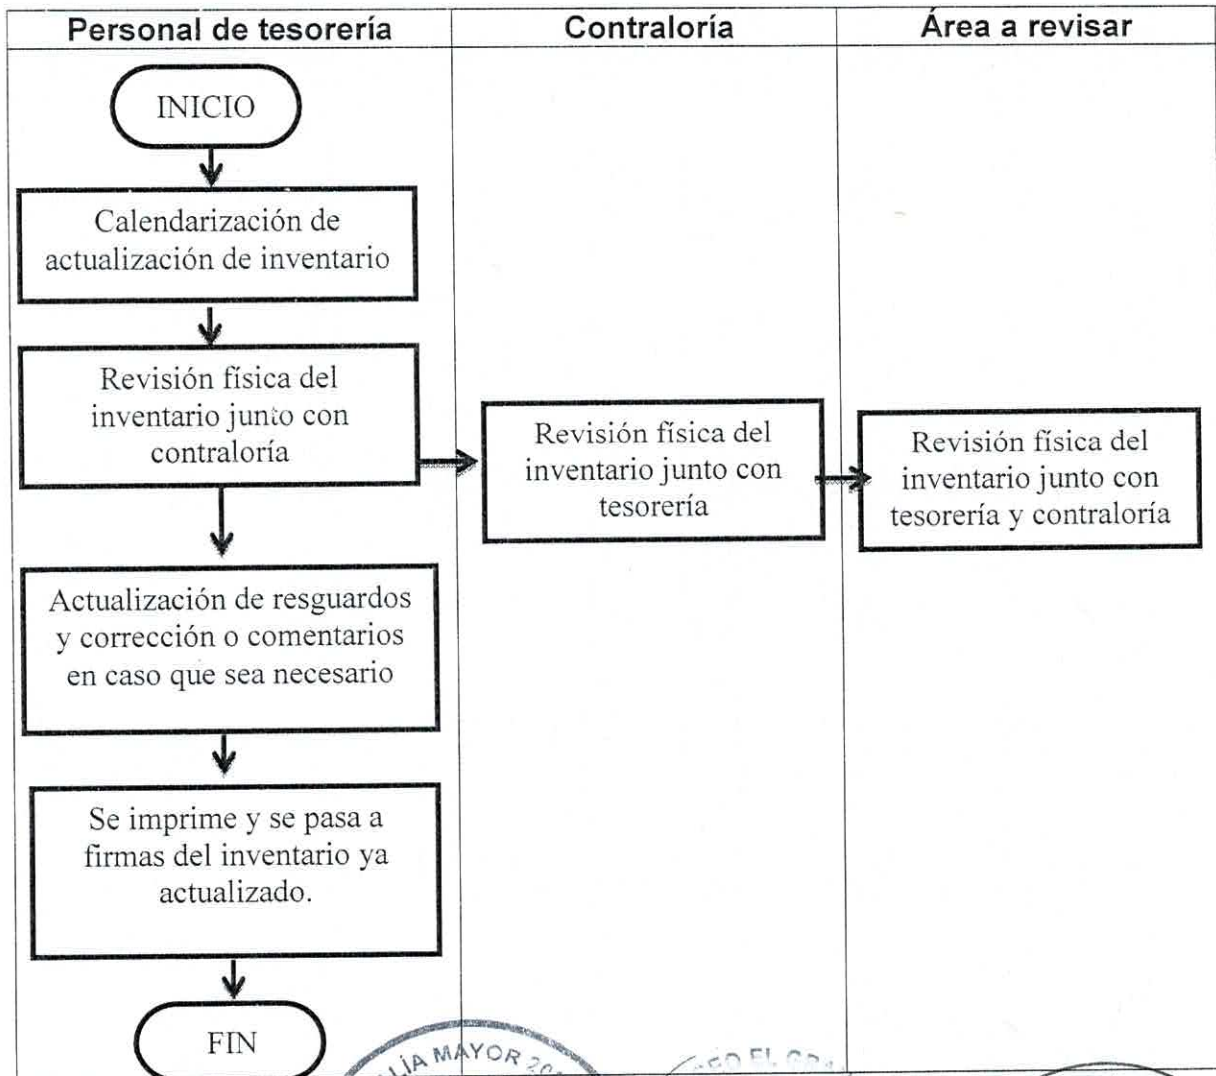 Personal de tesorería
Contraloría
Área a revisar
INICIO
Calendarización de
actualización de inventario
Revisión física del
inventario junto con
contraloría
Revisión física del
inventario junto con
tesorería
Revisión física del
inventario junto con
tesorería y contraloría
Actualización de resguardos
y corrección o comentarios
en caso que sea necesario
Se imprime y se pasa a
firmas del inventario ya
actualizado.
FIN
MAYOR
EL